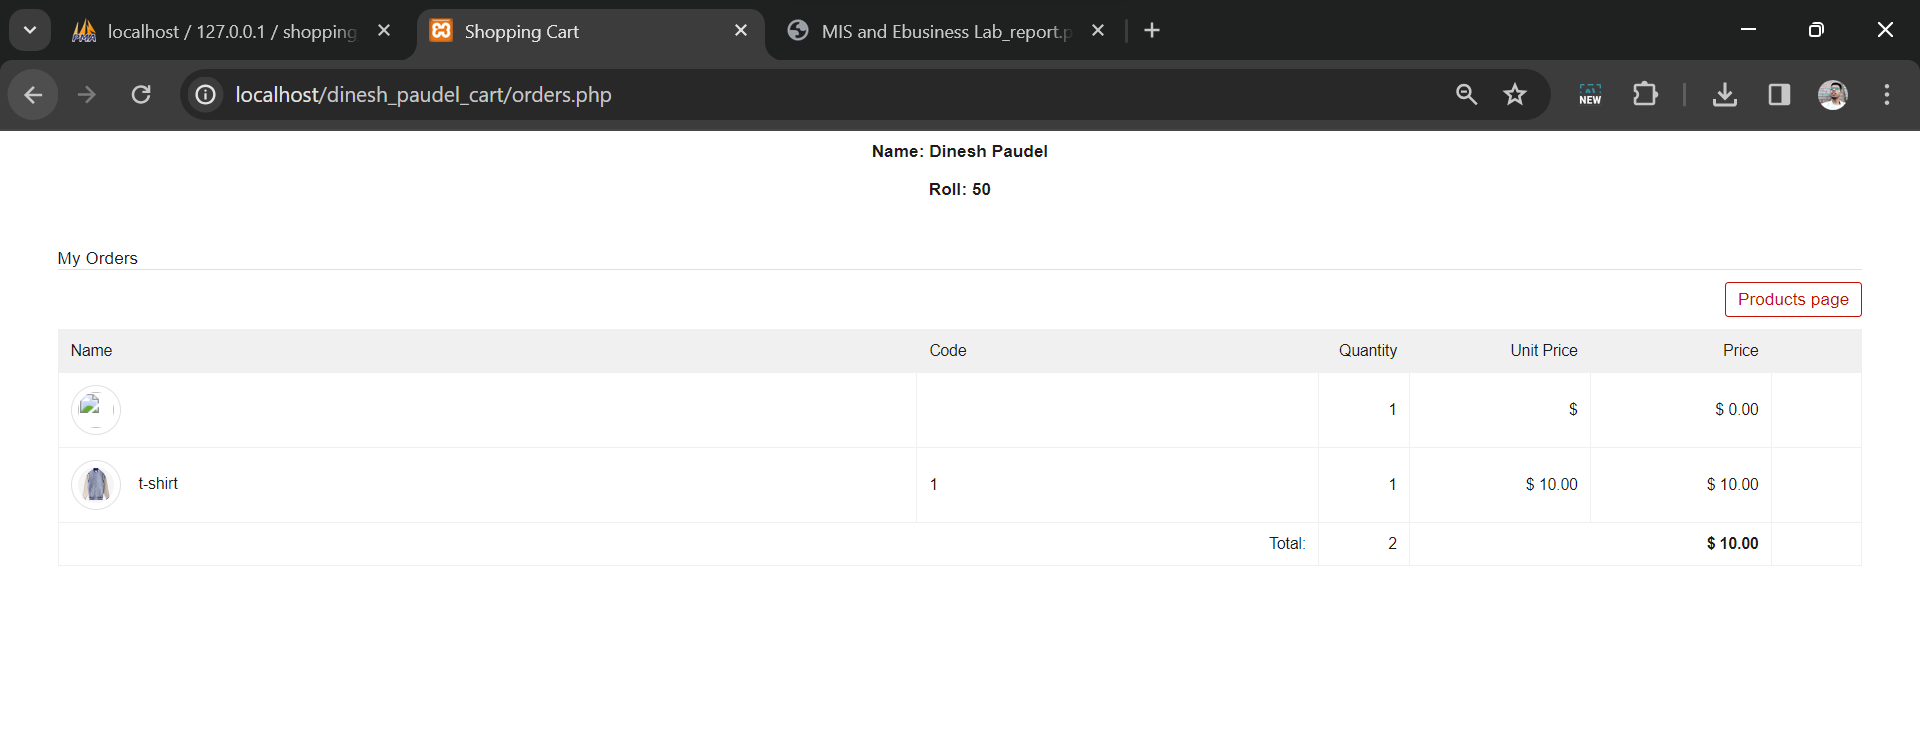 localhost / 127.0.0.1 / shopping
Shopping Cart
MIS and Ebusiness Lab_report.p
localhost/dinesh_paudel_cart/orders.php
NEW
Name: Dinesh Paudel
Roll: 50
My Orders
Products page
Name Code Quantity Unit Price Price
1 $ $ 0.00
t-shirt 1 1 $ 10.00 $ 10.00
Total: 2 $ 10.00